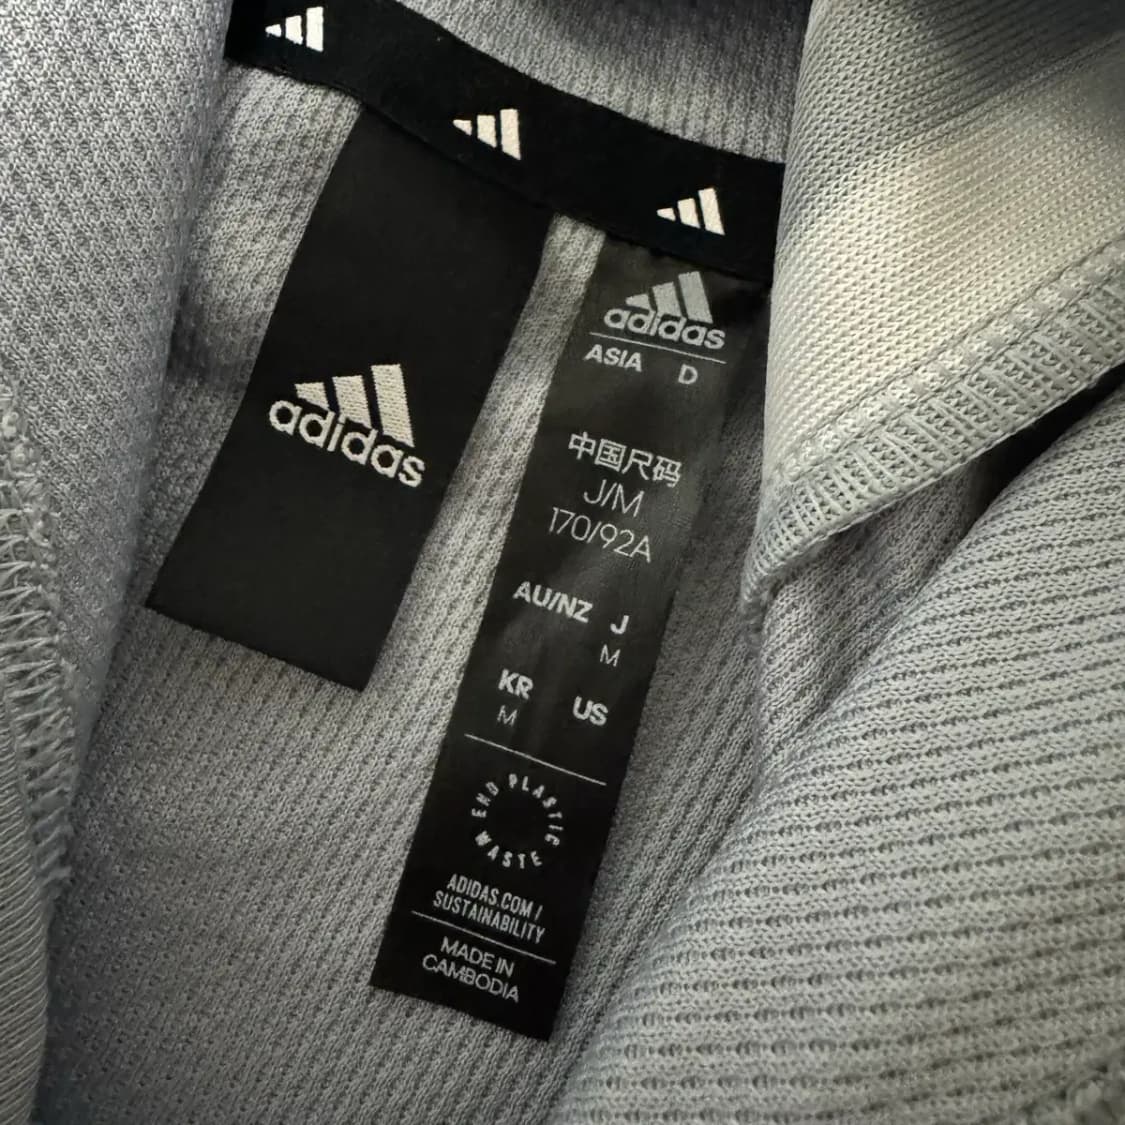 adidas
adidas
ASIA D
中国尺码
J/M
170/92A
AU/NZ J
M
KR US
M
END PLASTIC WASTE
ADIDAS.COM /
SUSTAINABILITY
MADE IN
CAMBODIA